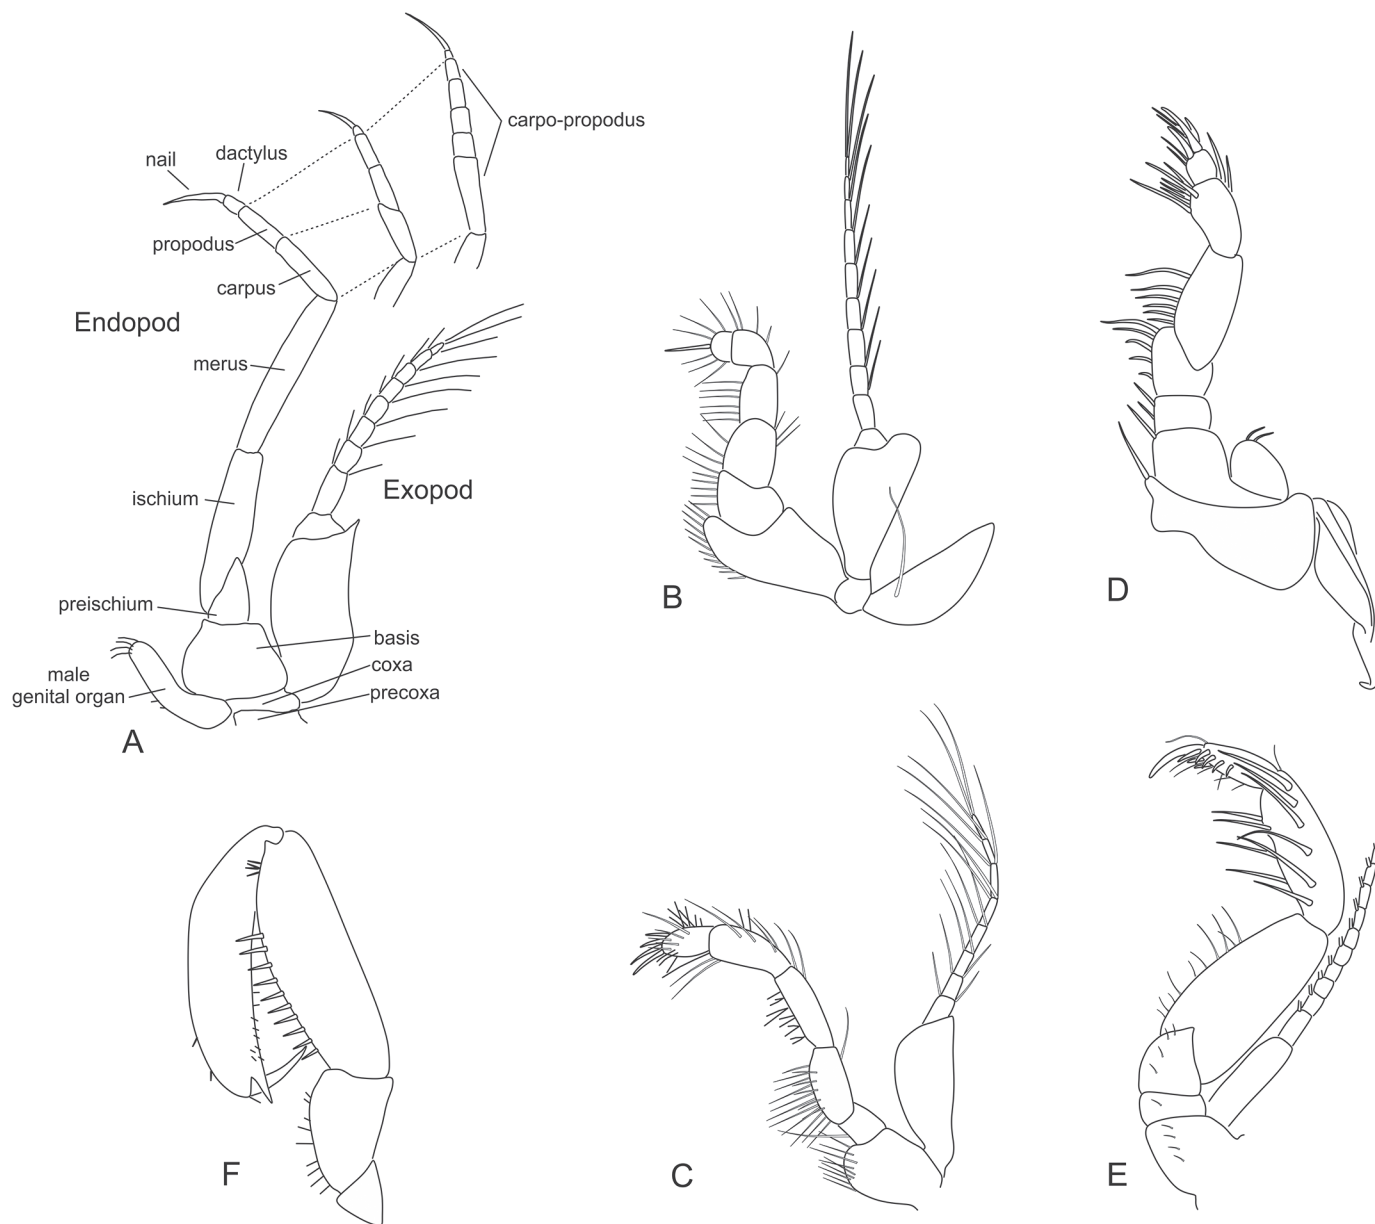 carpo-propodus
nail
dactylus
propodus
carpus
Endopod
merus
ischium
Exopod
preischium
basis
coxa
male
genital organ
precoxa
A
B
D
F
C
E